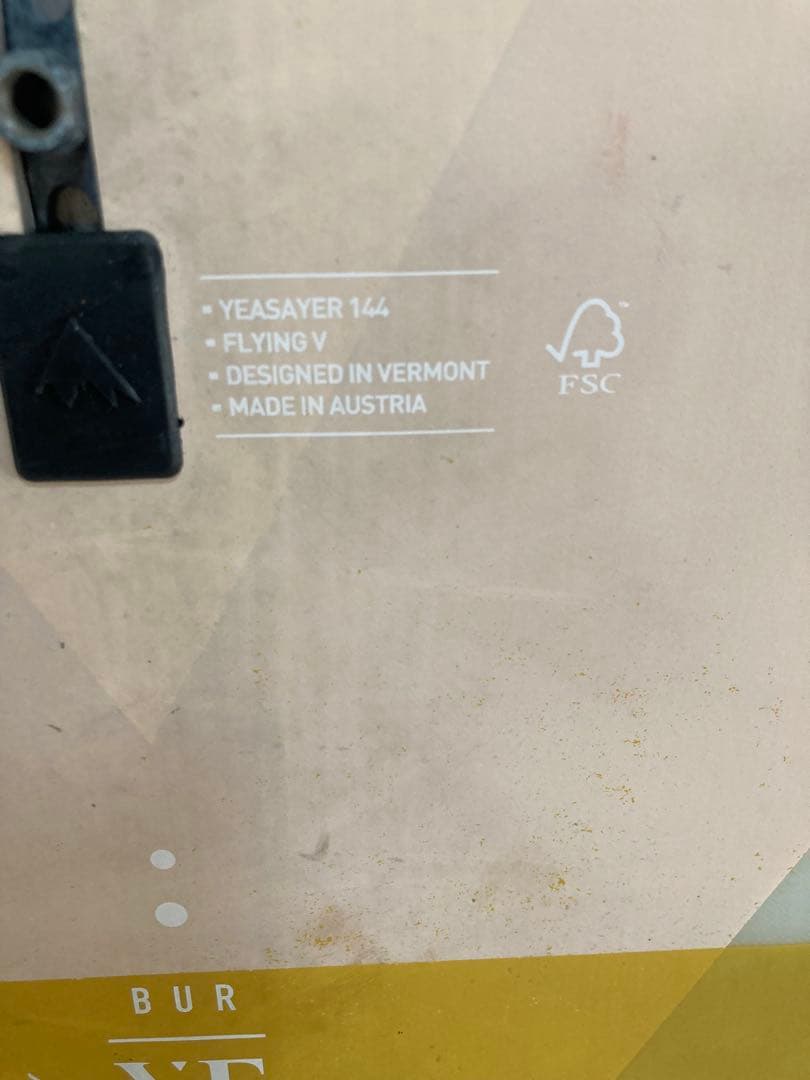 ▪ YEASAYER 144
▪ FLYING V
▪ DESIGNED IN VERMONT
▪ MADE IN AUSTRIA
FSC
BUR